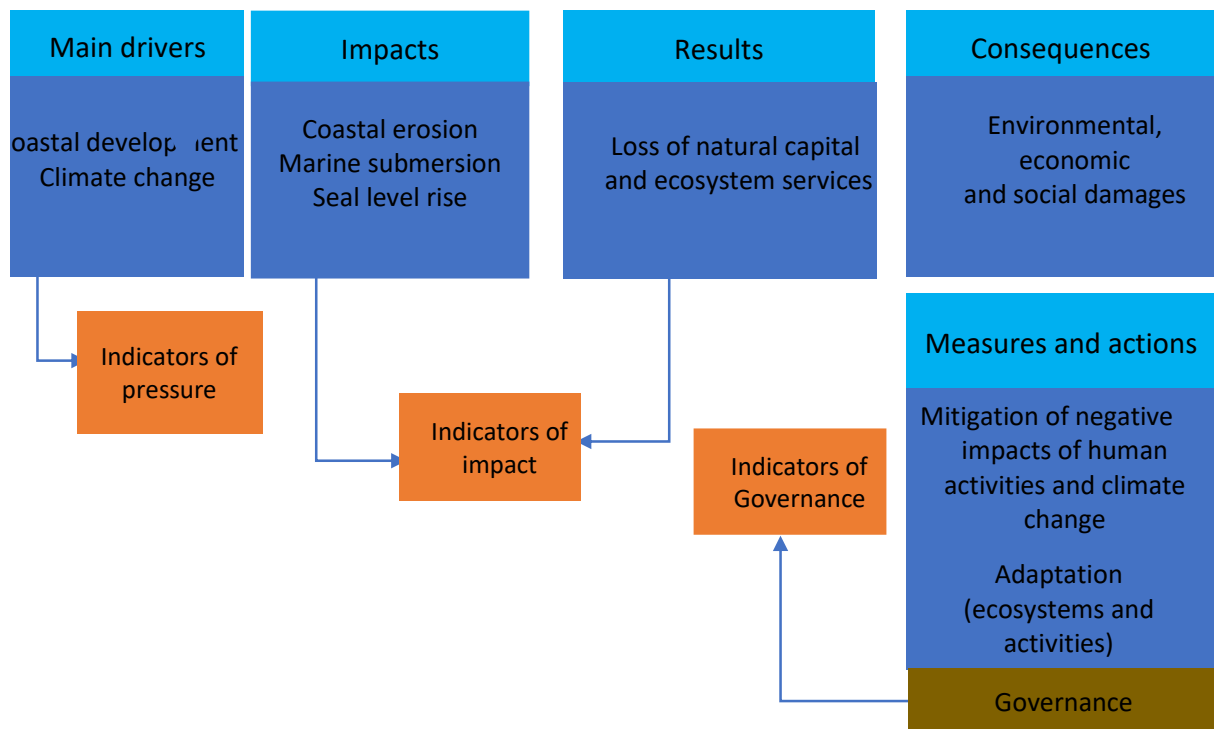 Main drivers
oastal development
Climate change
Impacts
Coastal erosion
Marine submersion
Seal level rise
Results
Loss of natural capital
and ecosystem services
Consequences
Environmental,
economic
and social damages
Indicators of
pressure
Indicators of
impact
Indicators of
Governance
Measures and actions
Mitigation of negative
impacts of human
activities and climate
change
Adaptation
(ecosystems and
activities)
Governance